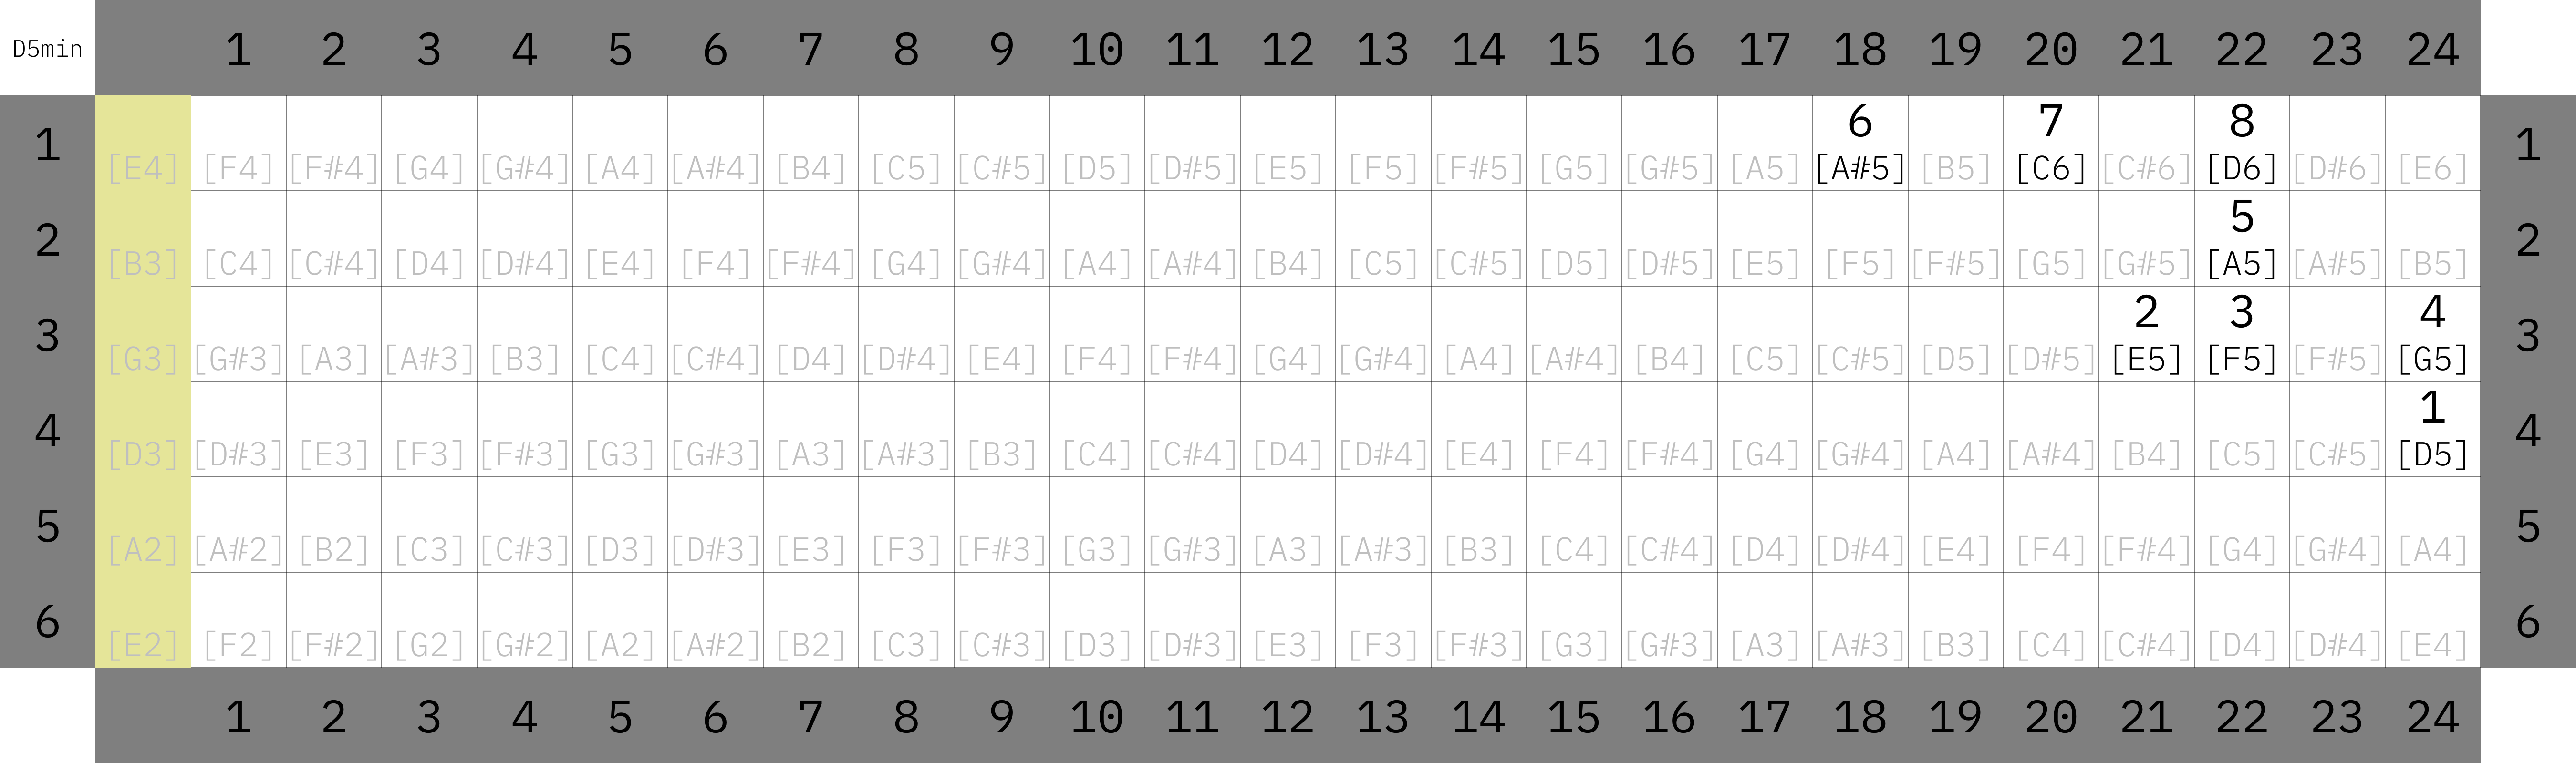 D5min 1 2 3 4 5 6 7 8 9 10 11 12 13 14 15 16 17 18 19 20 21 22 23 24
6 7 8
1 [E4] [F4] [F#4] [G4] [G#4] [A4] [A#4] [B4] [C5] [C#5] [D5] [D#5] [E5] [F5] [F#5] [G5] [G#5] [A5] [A#5] [B5] [C6] [C#6] [D6] [D#6] [E6] 1
5
2 [B3] [C4] [C#4] [D4] [D#4] [E4] [F4] [F#4] [G4] [G#4] [A4] [A#4] [B4] [C5] [C#5] [D5] [D#5] [E5] [F5] [F#5] [G5] [G#5] [A5] [A#5] [B5] 2
2 3 4
3 [G3] [G#3] [A3] [A#3] [B3] [C4] [C#4] [D4] [D#4] [E4] [F4] [F#4] [G4] [G#4] [A4] [A#4] [B4] [C5] [C#5] [D5] [D#5] [E5] [F5] [F#5] [G5] 3
1
4 [D3] [D#3] [E3] [F3] [F#3] [G3] [G#3] [A3] [A#3] [B3] [C4] [C#4] [D4] [D#4] [E4] [F4] [F#4] [G4] [G#4] [A4] [A#4] [B4] [C5] [C#5] [D5] 4
5 [A2] [A#2] [B2] [C3] [C#3] [D3] [D#3] [E3] [F3] [F#3] [G3] [G#3] [A3] [A#3] [B3] [C4] [C#4] [D4] [D#4] [E4] [F4] [F#4] [G4] [G#4] [A4] 5
6 [E2] [F2] [F#2] [G2] [G#2] [A2] [A#2] [B2] [C3] [C#3] [D3] [D#3] [E3] [F3] [F#3] [G3] [G#3] [A3] [A#3] [B3] [C4] [C#4] [D4] [D#4] [E4] 6
1 2 3 4 5 6 7 8 9 10 11 12 13 14 15 16 17 18 19 20 21 22 23 24